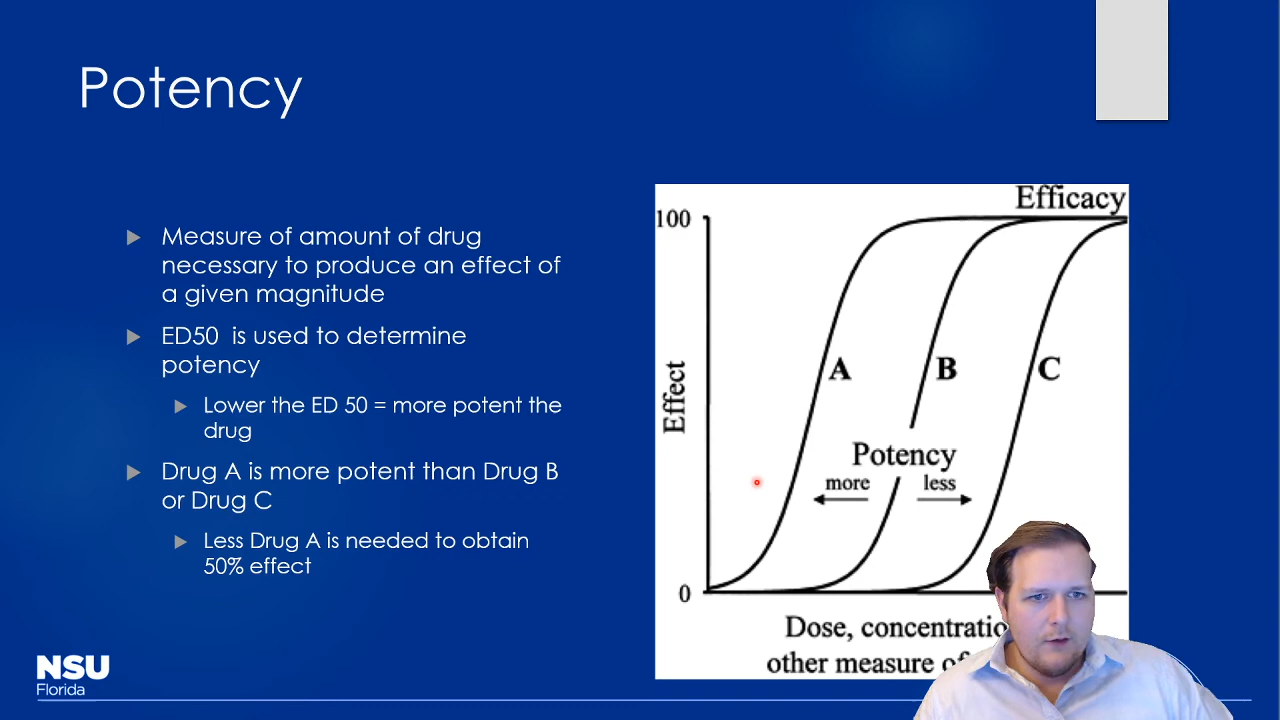 Potency
Measure of amount of drug
necessary to produce an effect of
a given magnitude
ED50 is used to determine
potency
Lower the ED 50 = more potent the
drug
Drug A is more potent than Drug B
or Drug C
Less Drug A is needed to obtain
50% effect
Efficacy
100
Effect
A
B
C
Potency
more
less
0
Dose,
other measure
NSU
Florida